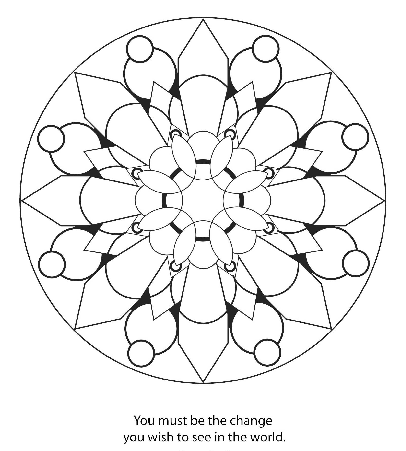 You must be the change
you wish to see in the world.